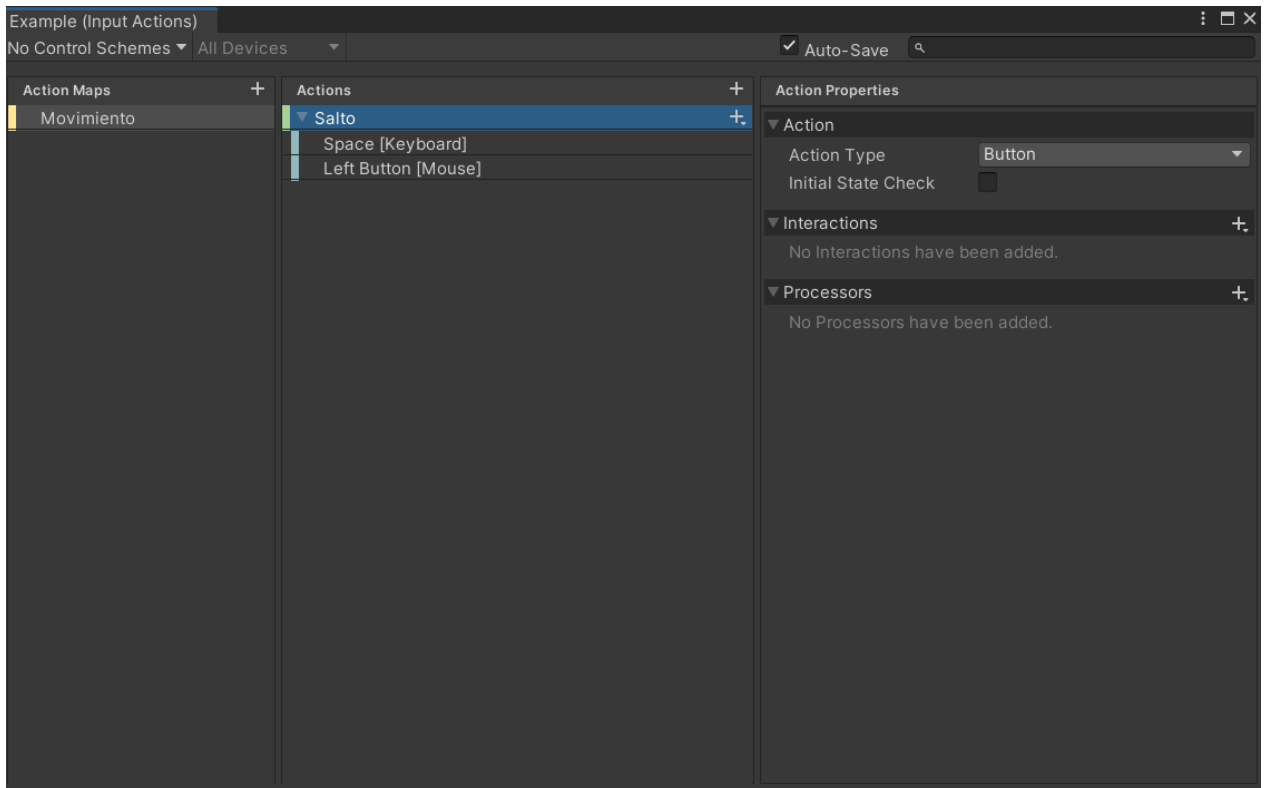 Example (Input Actions)
No Control Schemes All Devices Auto-Save
Action Maps
Movimiento
Actions
Salto
Space [Keyboard]
Left Button [Mouse]
Action Properties
Action
Action Type Button
Initial State Check
Interactions
No Interactions have been added.
Processors
No Processors have been added.